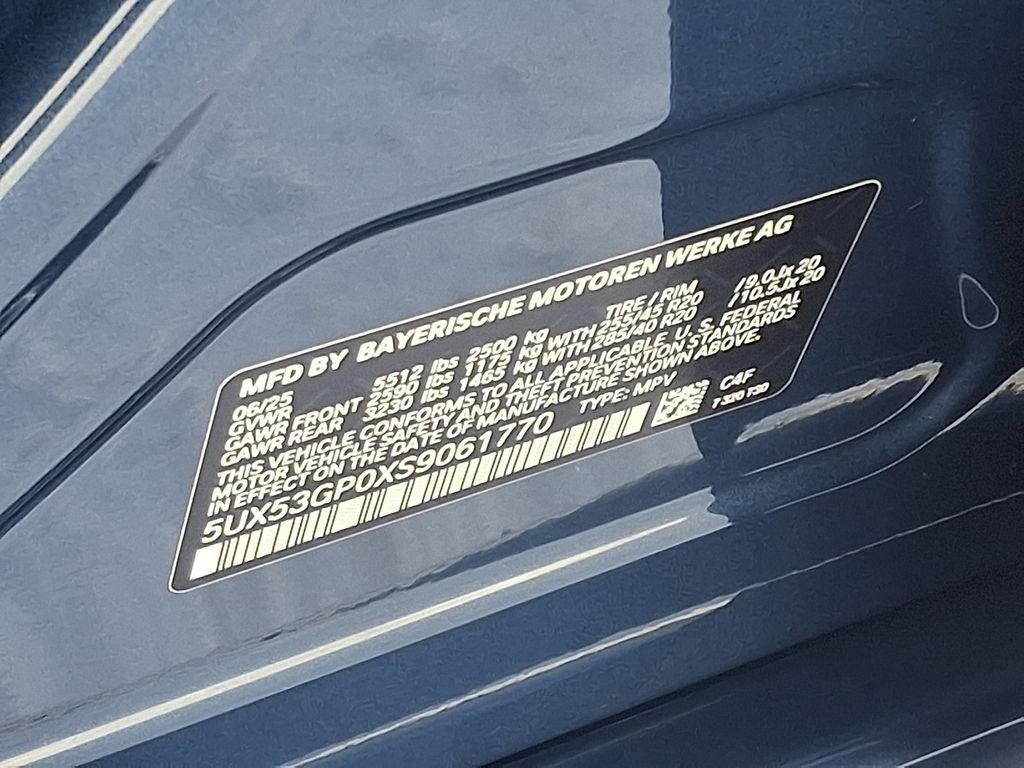 MFD BY BAYERISCHE MOTOREN WERKE AG
06/25 TIRE / RIM
GVWR 5512 lbs 2500 kg
GAWR FRONT 2590 lbs 1175 kg WITH 255/45 R20 /9.0Jx20
GAWR REAR 3230 lbs 1465 kg WITH 285/40 R20 /10.5Jx20
THIS VEHICLE CONFORMS TO ALL APPLICABLE U. S. FEDERAL
MOTOR VEHICLE SAFETY AND THEFT PREVENTION STANDARDS
IN EFFECT ON THE DATE OF MANUFACTURE SHOWN ABOVE.
5UX53GP0XS9061770 TYPE: MPV
C4F